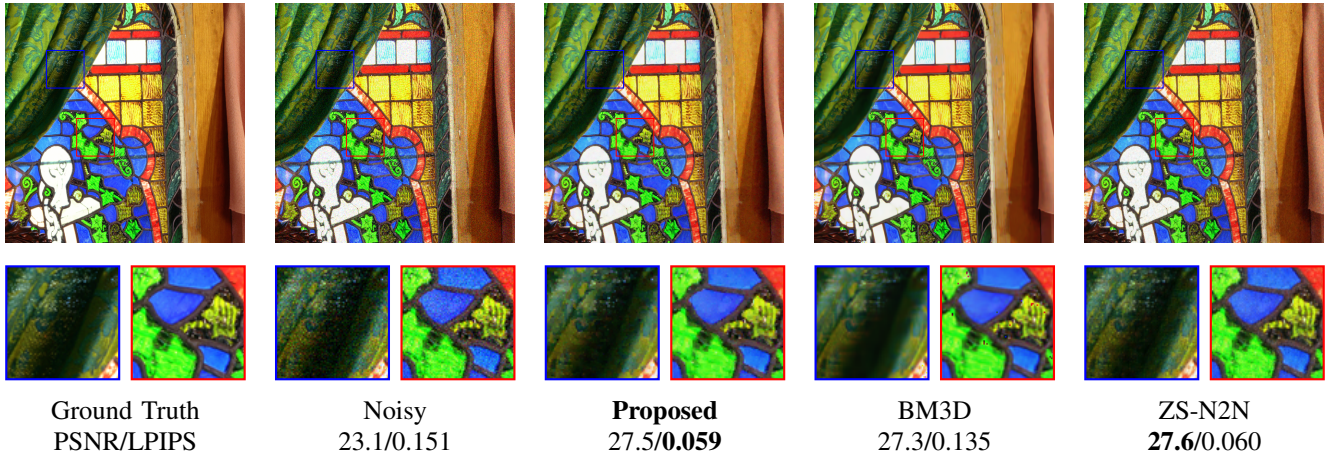 Ground Truth Noisy Proposed BM3D ZS-N2N
PSNR/LPIPS 23.1/0.151 27.5/0.059 27.3/0.135 27.6/0.060